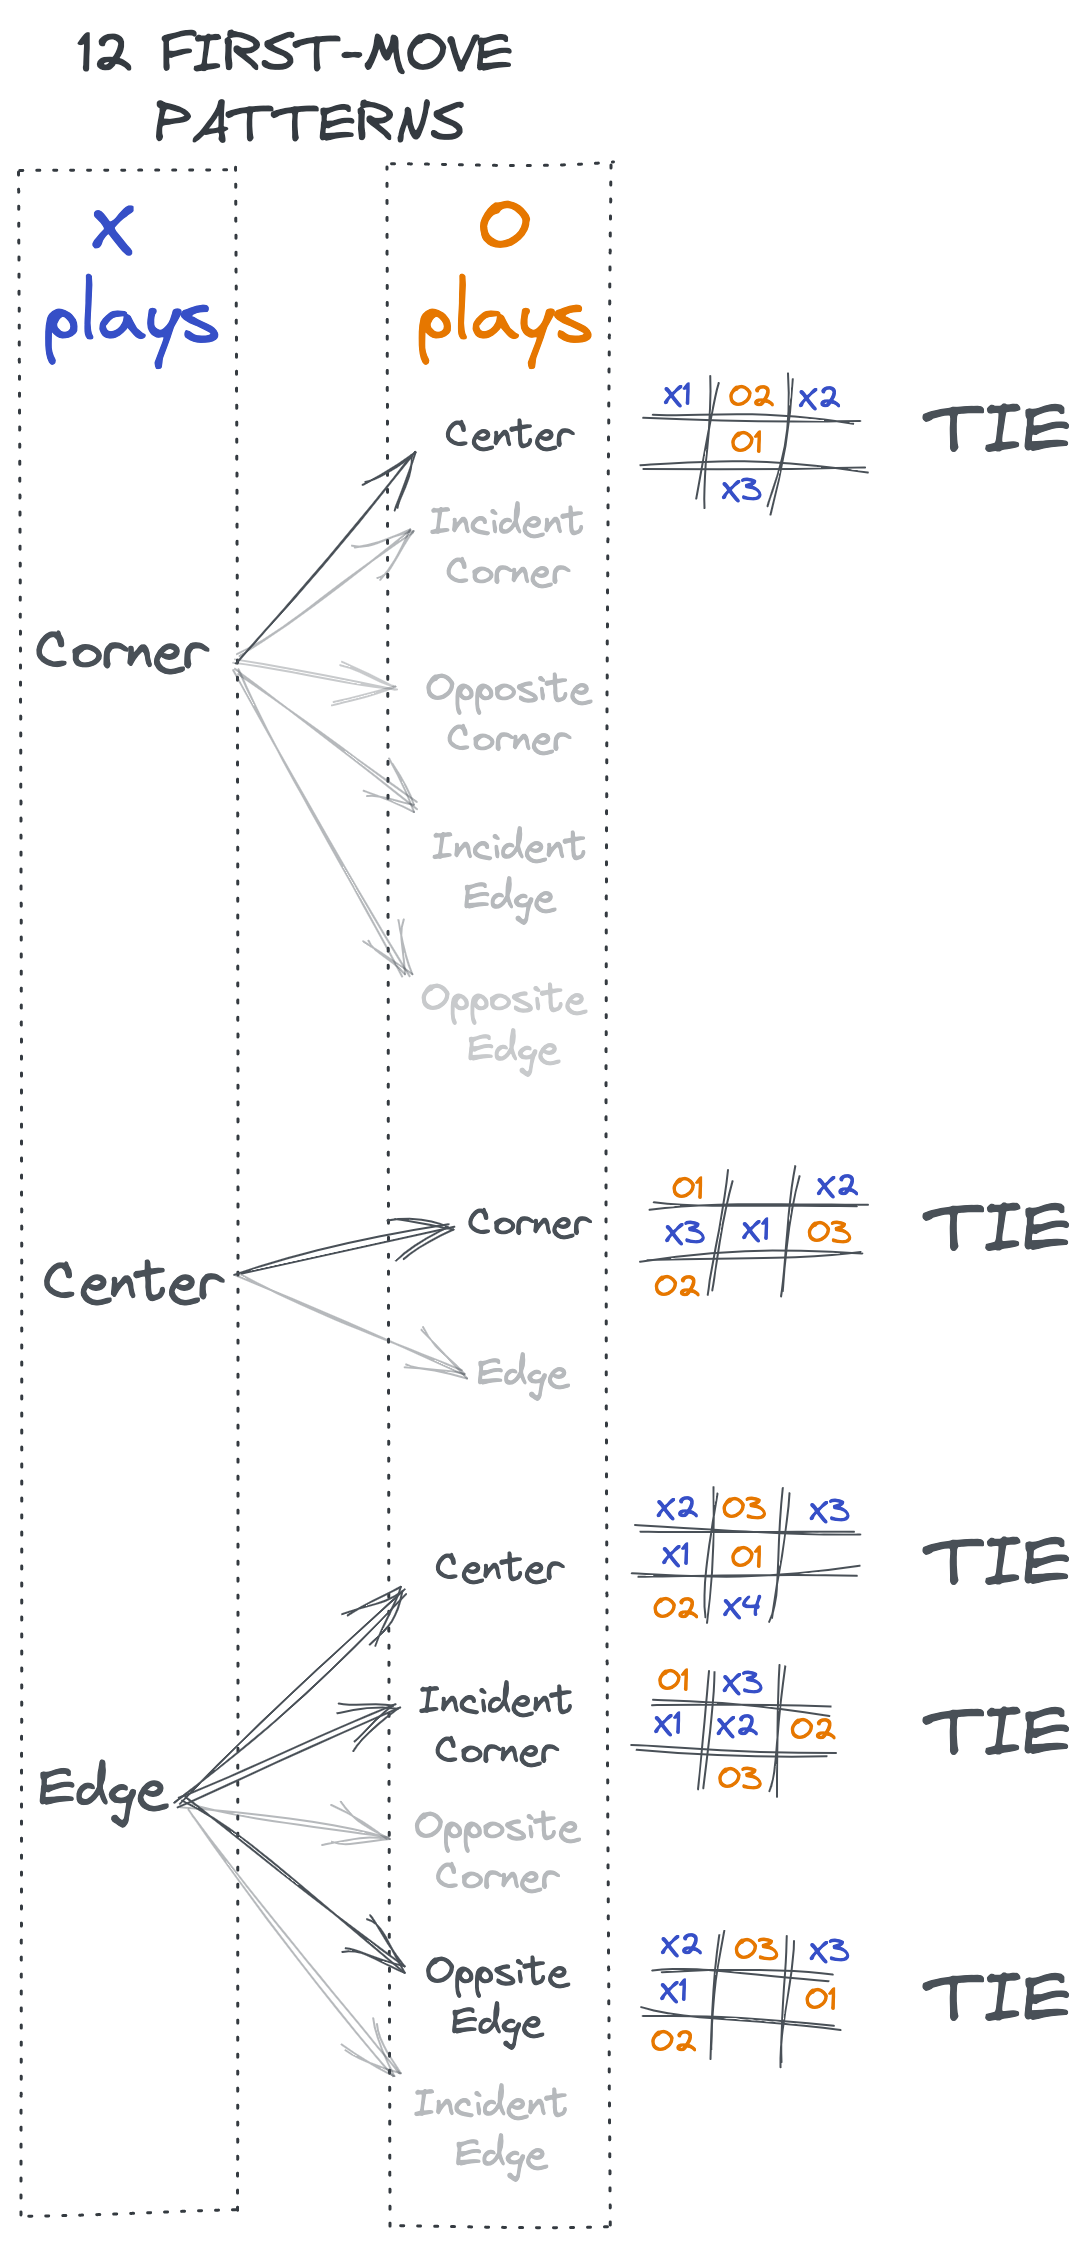 12 FIRST-MOVE
PATTERNS
X
plays
O
plays
Corner
Center
X1 O2 X2
O1
X3
TIE
Incident
Corner
Opposite
Corner
Incident
Edge
Opposite
Edge
Center
Corner
O1 X2
X3 X1 O3
O2
TIE
Edge
Edge
Center
X2 O3 X3
X1 O1
O2 X4
TIE
Incident
Corner
O1 X3
X1 X2 O2
O3
TIE
Opposite
Corner
Oppsite
Edge
X2 O3 X3
X1 O1
O2
TIE
Incident
Edge